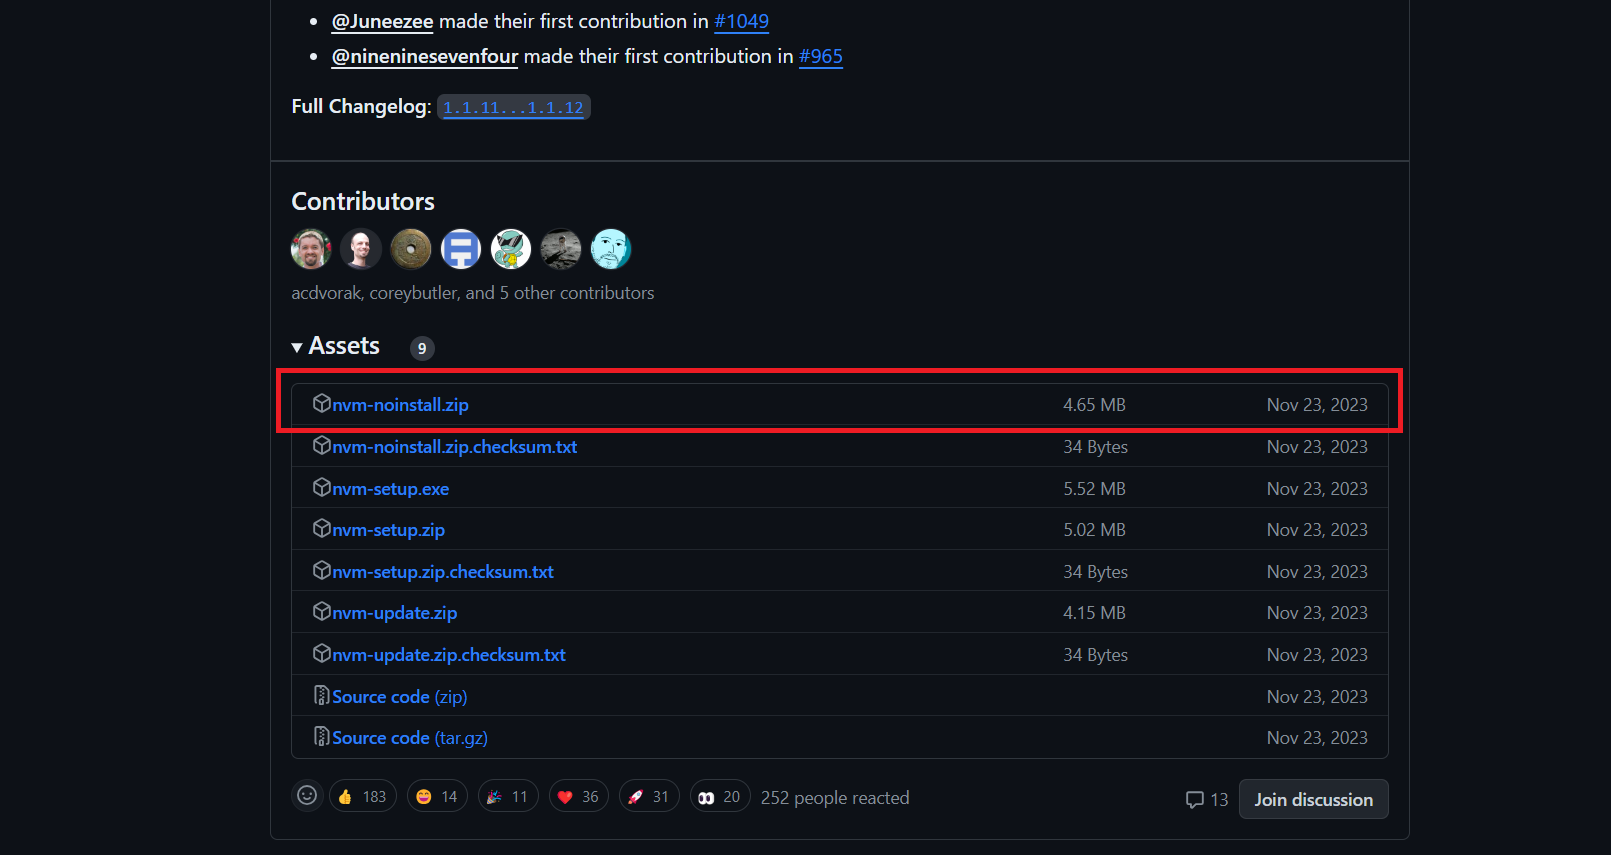 @Juneezee made their first contribution in #1049
@nineninesevenfour made their first contribution in #965
Full Changelog: 1.1.11...1.1.12
Contributors
acdvorak, coreybutler, and 5 other contributors
Assets 9
nvm-noinstall.zip 4.65 MB Nov 23, 2023
nvm-noinstall.zip.checksum.txt 34 Bytes Nov 23, 2023
nvm-setup.exe 5.52 MB Nov 23, 2023
nvm-setup.zip 5.02 MB Nov 23, 2023
nvm-setup.zip.checksum.txt 34 Bytes Nov 23, 2023
nvm-update.zip 4.15 MB Nov 23, 2023
nvm-update.zip.checksum.txt 34 Bytes Nov 23, 2023
Source code (zip) Nov 23, 2023
Source code (tar.gz) Nov 23, 2023
183 14 11 36 31 20 252 people reacted 13 Join discussion